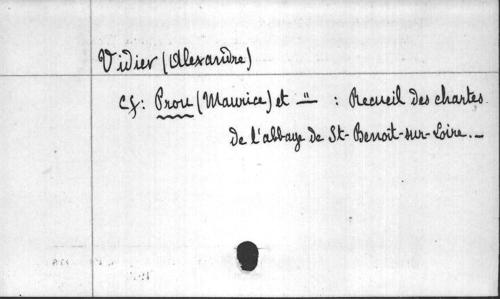 Vidier (Alexandre)
cf: Prou (Maurice) et — " — : Recueil des chartes
de l'abbaye de St-Benoit-sur-Loire. —